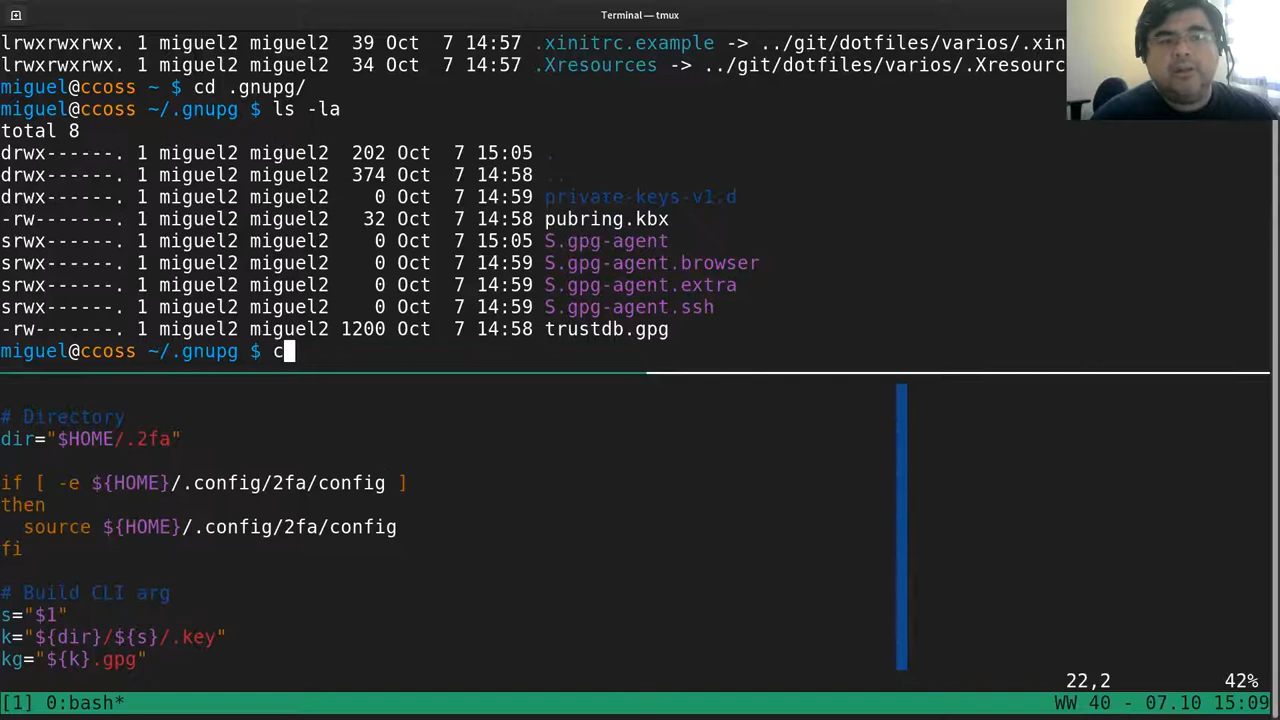 Terminal — tmux
lrwxrwxrwx. 1 miguel2 miguel2 39 Oct 7 14:57 .xinitrc.example -> ../git/dotfiles/varios/.xin
lrwxrwxrwx. 1 miguel2 miguel2 34 Oct 7 14:57 .Xresources -> ../git/dotfiles/varios/.Xresourc
miguel@ccoss ~ $ cd .gnupg/
miguel@ccoss ~/.gnupg $ ls -la
total 8
drwx------. 1 miguel2 miguel2 202 Oct 7 15:05 .
drwx------. 1 miguel2 miguel2 374 Oct 7 14:58 ..
drwx------. 1 miguel2 miguel2 0 Oct 7 14:59 private-keys-v1.d
-rw-------. 1 miguel2 miguel2 32 Oct 7 14:58 pubring.kbx
srwx------. 1 miguel2 miguel2 0 Oct 7 15:05 S.gpg-agent
srwx------. 1 miguel2 miguel2 0 Oct 7 14:59 S.gpg-agent.browser
srwx------. 1 miguel2 miguel2 0 Oct 7 14:59 S.gpg-agent.extra
srwx------. 1 miguel2 miguel2 0 Oct 7 14:59 S.gpg-agent.ssh
-rw-------. 1 miguel2 miguel2 1200 Oct 7 14:58 trustdb.gpg
miguel@ccoss ~/.gnupg $ c
# Directory
dir="$HOME/.2fa"
if [ -e ${HOME}/.config/2fa/config ]
then
source ${HOME}/.config/2fa/config
fi
# Build CLI arg
s="$1"
k="${dir}/${s}/.key"
kg="${k}.gpg"
22,2 42%
[1] 0:bash* WW 40 - 07.10 15:09